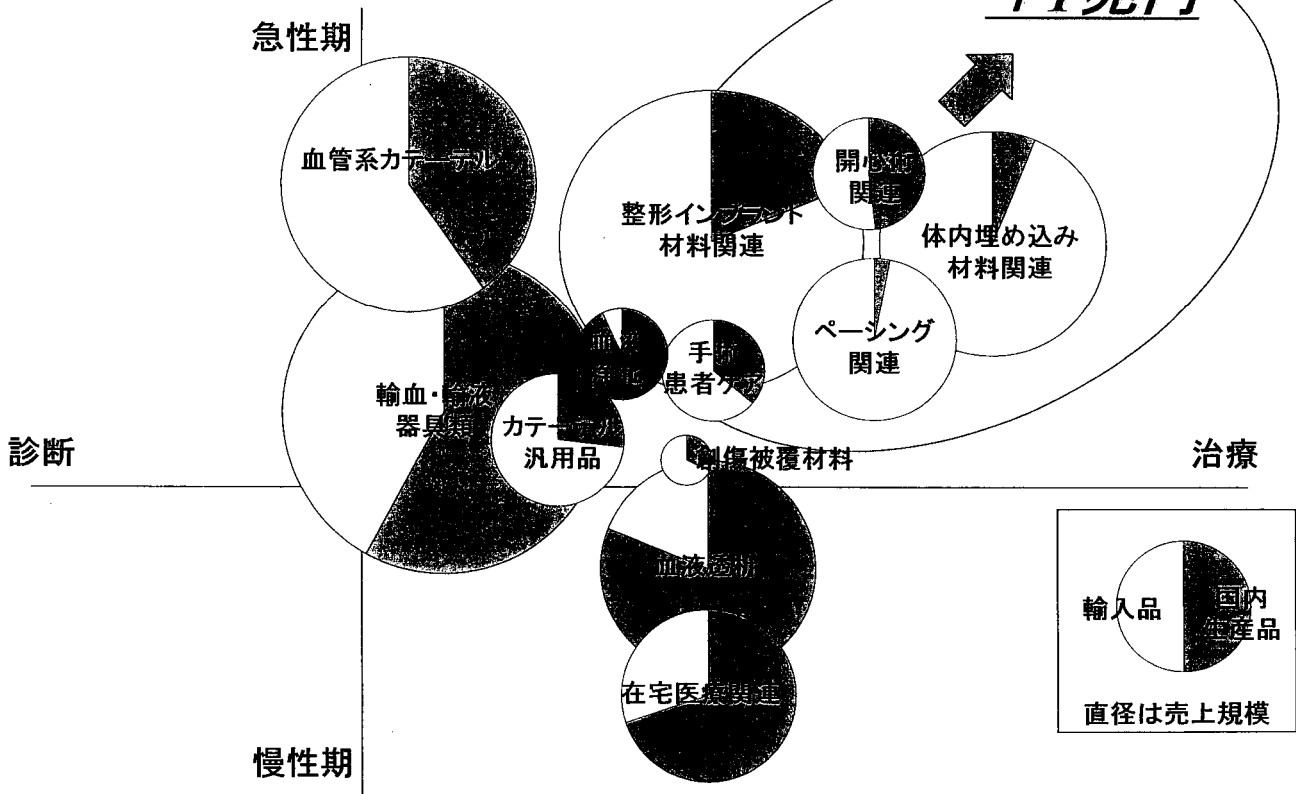 急性期
血管系カテーテル
整形インプラント
材料関連
開心術
関連
体内埋め込み
材料関連
ペーシング
関連
手術
患者ケア
輸血・輸液
器具類
カテーテル
汎用品
創傷被覆材料
診断
治療
血液透析
在宅医療関連
慢性期
輸入品
国内
生産品
直径は売上規模